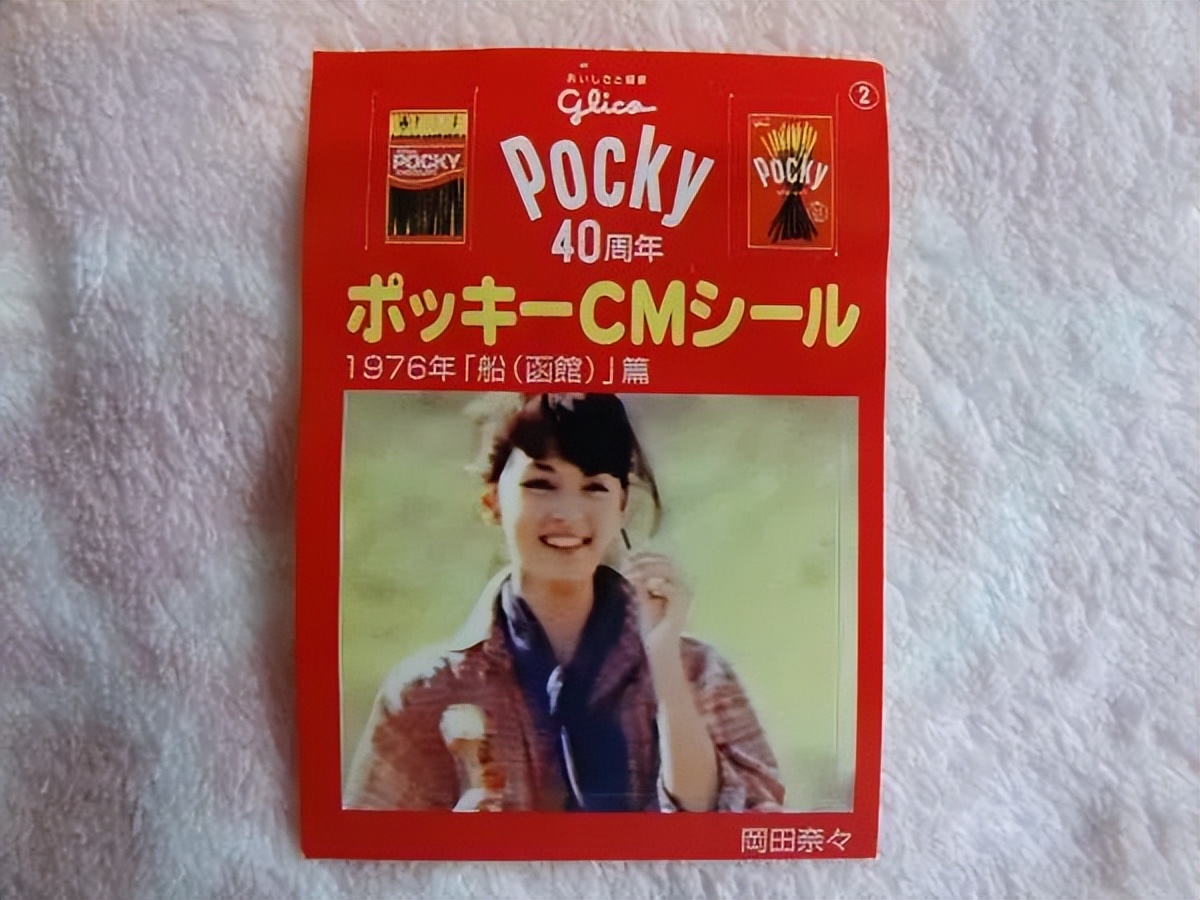 おいしさと健康
Glico
②
Pocky
POCKY
Pocky
40周年
ポッキーCMシール
1976年「船(函館)」篇
岡田奈々